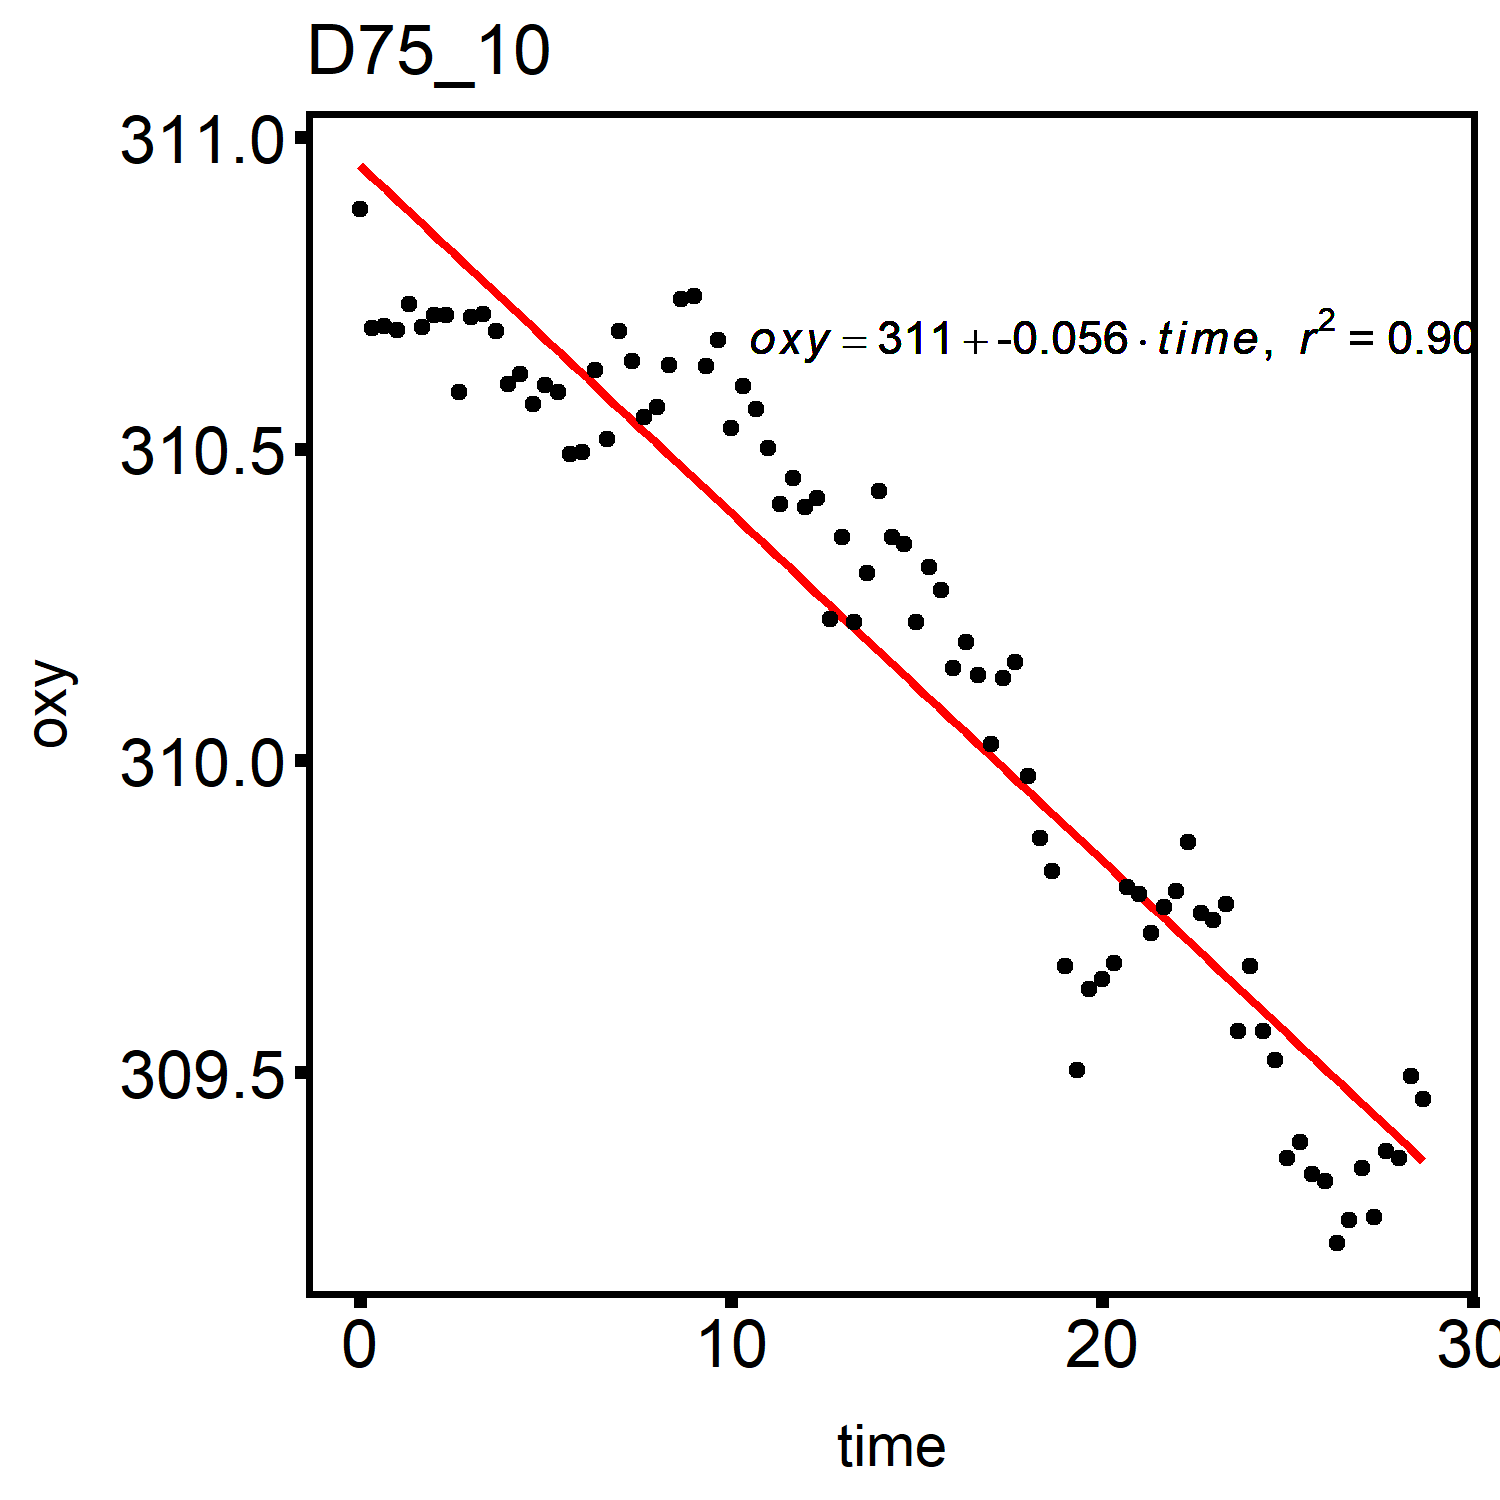 D75_10
311.0
oxy = 311 + -0.056 · time, r² = 0.90
310.5
310.0
309.5
oxy
0 10 20 30
time